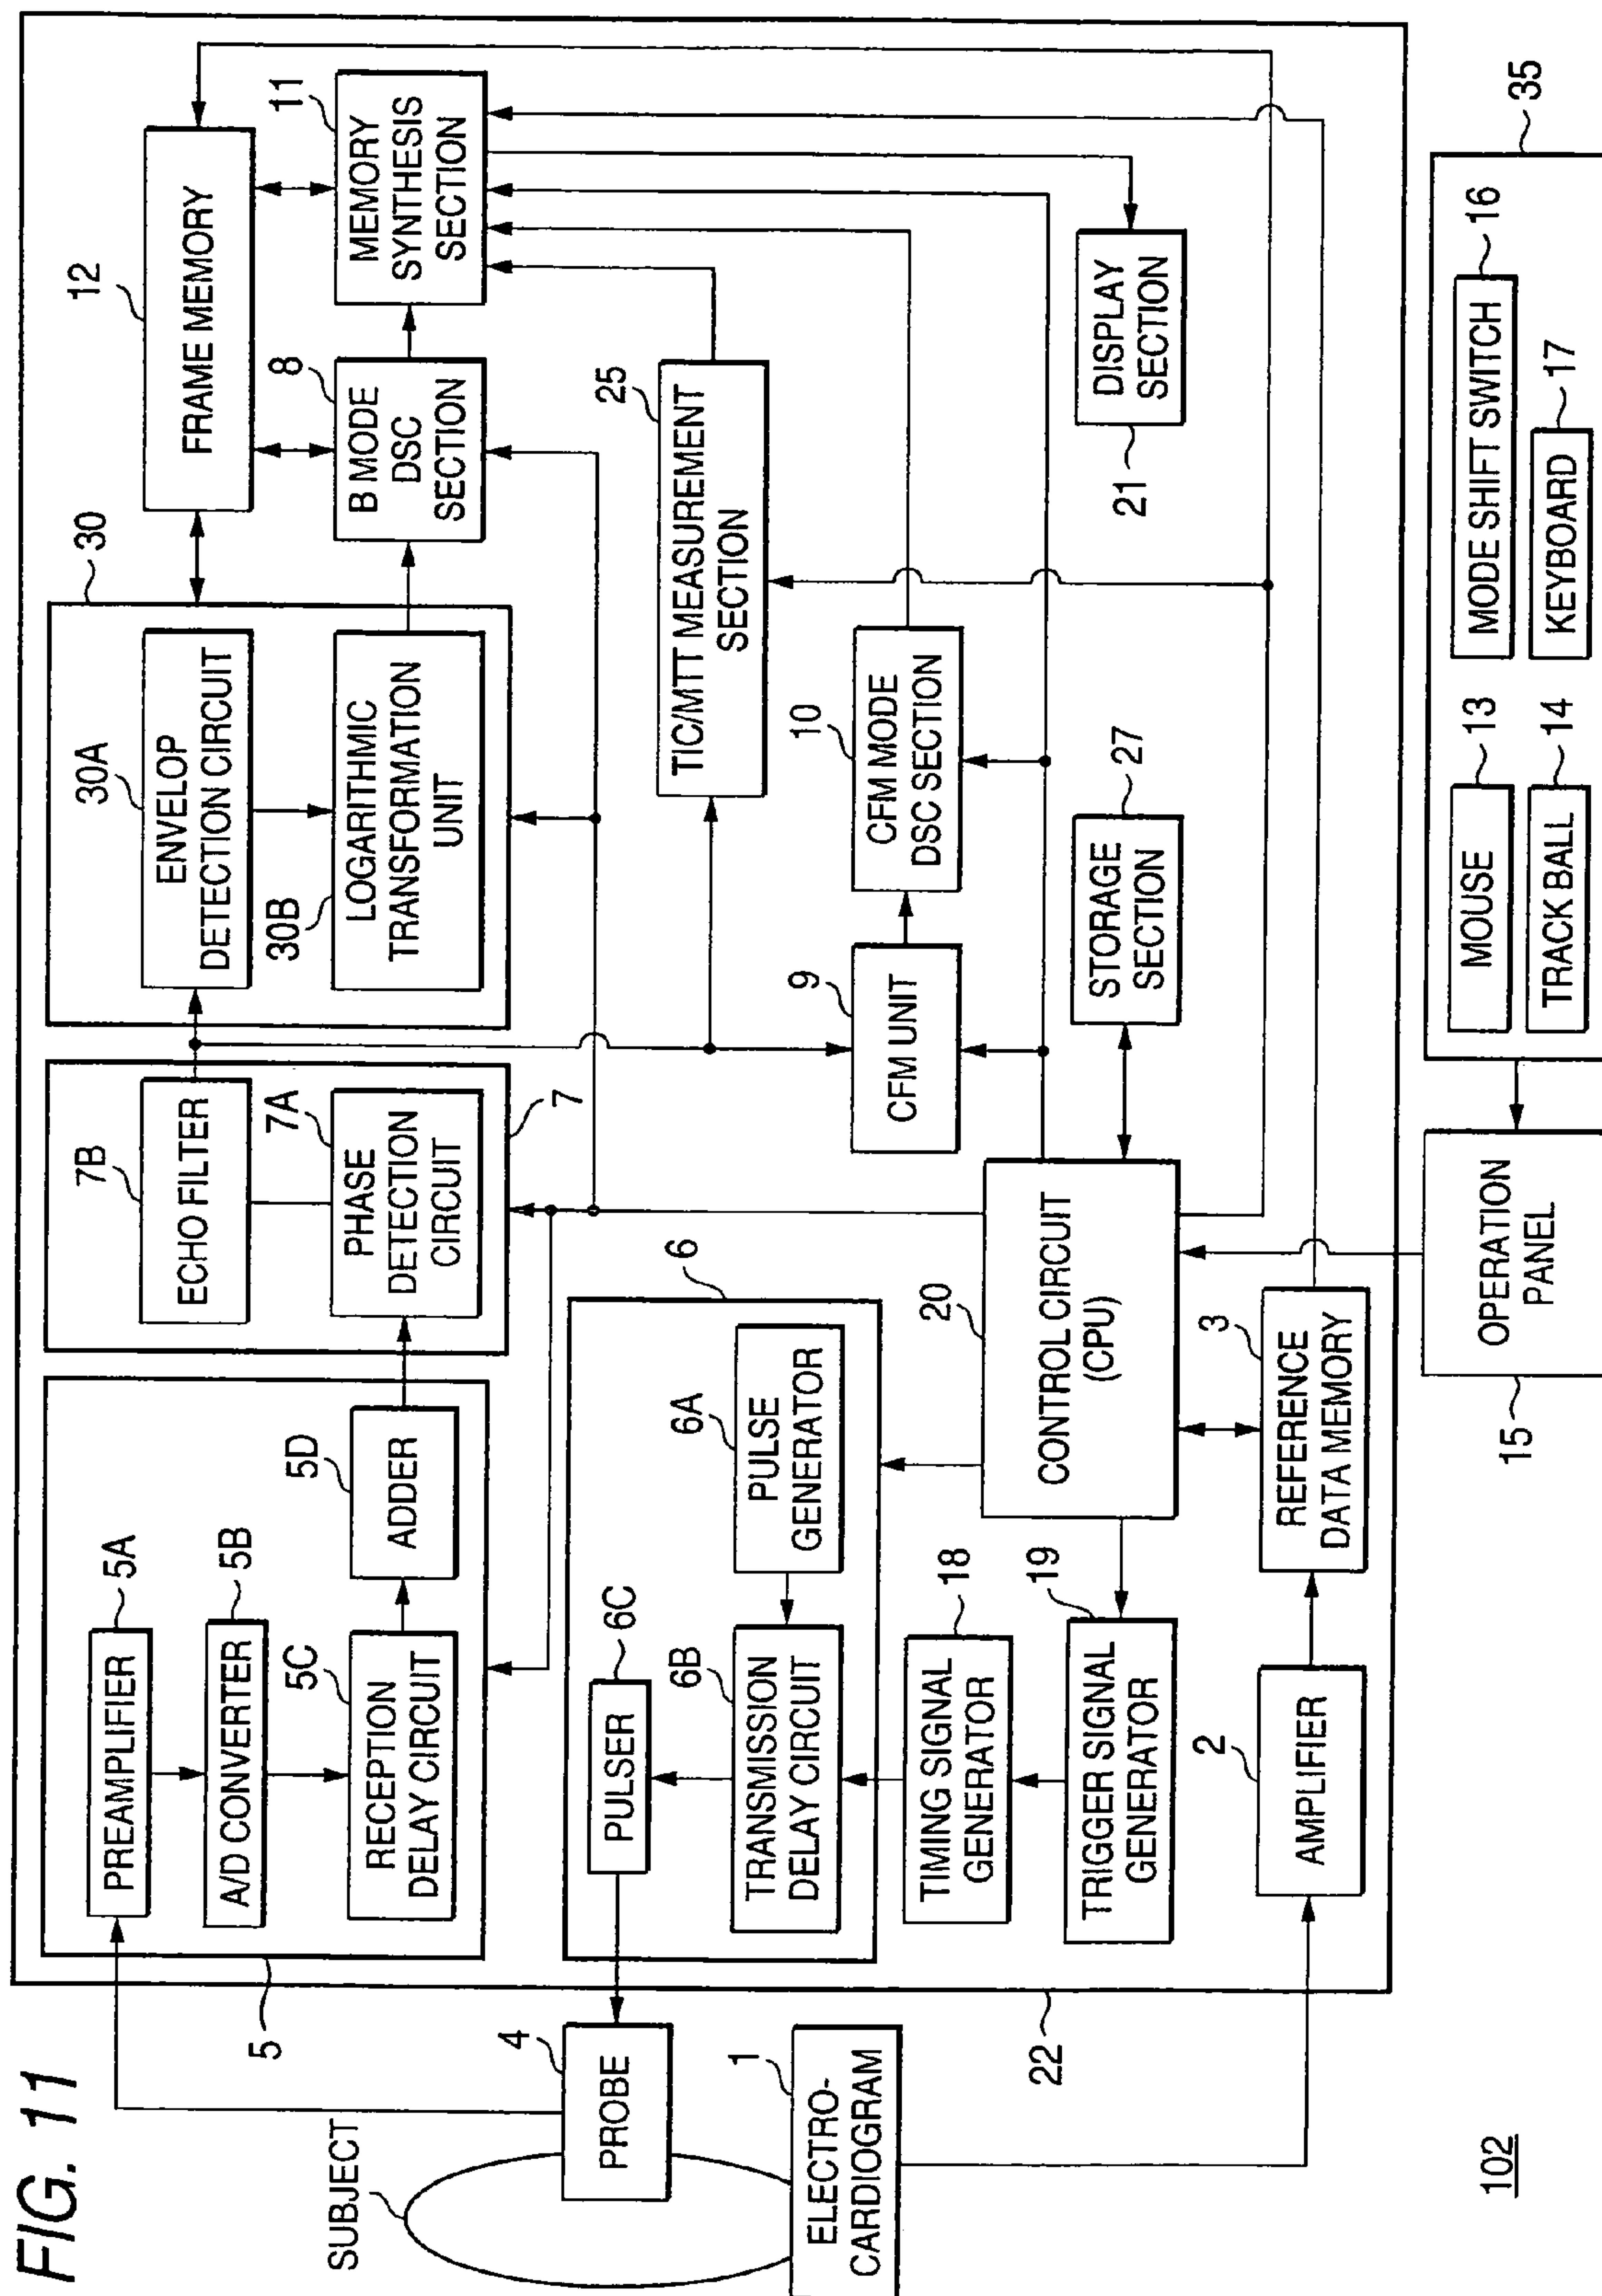 FIG. 11
SUBJECT
PROBE
4
ELECTRO-
CARDIOGRAM
1
5
PREAMPLIFIER
5A
A/D CONVERTER
5B
5C
RECEPTION
DELAY CIRCUIT
5D
ADDER
7B
ECHO FILTER
7A
PHASE
DETECTION
CIRCUIT
7
30
30A
ENVELOP
DETECTION CIRCUIT
30B
LOGARITHMIC
TRANSFORMATION
UNIT
12
FRAME MEMORY
8
B MODE
DSC
SECTION
11
MEMORY
SYNTHESIS
SECTION
6
6C
PULSER
6A
PULSE
GENERATOR
6B
TRANSMISSION
DELAY CIRCUIT
18
TIMING SIGNAL
GENERATOR
19
TRIGGER SIGNAL
GENERATOR
20
CONTROL CIRCUIT
(CPU)
9
CFM UNIT
10
CFM MODE
DSC SECTION
25
TIC/MTT MEASUREMENT
SECTION
27
STORAGE
SECTION
21
DISPLAY
SECTION
2
AMPLIFIER
3
REFERENCE
DATA MEMORY
22
15
OPERATION
PANEL
35
MOUSE
13
TRACK BALL
14
MODE SHIFT SWITCH
16
KEYBOARD
17
102